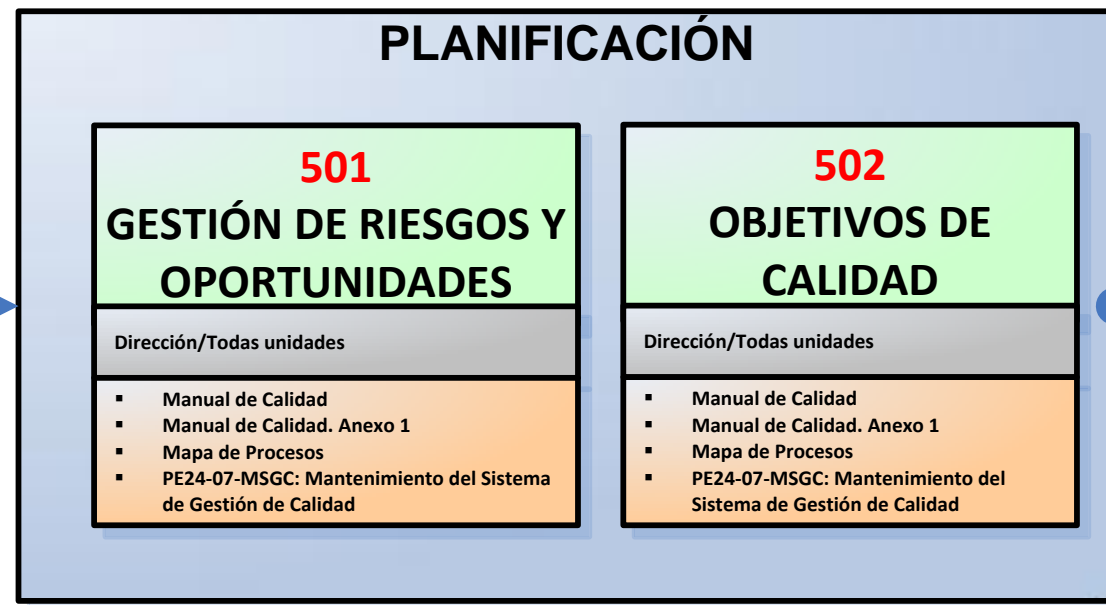 PLANIFICACIÓN
501
GESTIÓN DE RIESGOS Y
OPORTUNIDADES
Dirección/Todas unidades
▪ Manual de Calidad
▪ Manual de Calidad. Anexo 1
▪ Mapa de Procesos
▪ PE24-07-MSGC: Mantenimiento del Sistema
de Gestión de Calidad
502
OBJETIVOS DE
CALIDAD
Dirección/Todas unidades
▪ Manual de Calidad
▪ Manual de Calidad. Anexo 1
▪ Mapa de Procesos
▪ PE24-07-MSGC: Mantenimiento del
Sistema de Gestión de Calidad